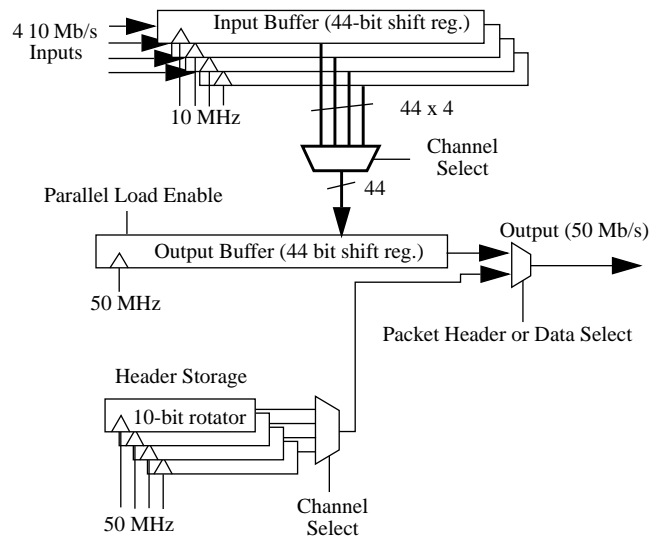 Input Buffer (44-bit shift reg.)
4 10 Mb/s
Inputs
10 MHz
44 x 4
Channel
Select
44
Parallel Load Enable
Output Buffer (44 bit shift reg.)
Output (50 Mb/s)
50 MHz
Packet Header or Data Select
Header Storage
10-bit rotator
50 MHz
Channel
Select